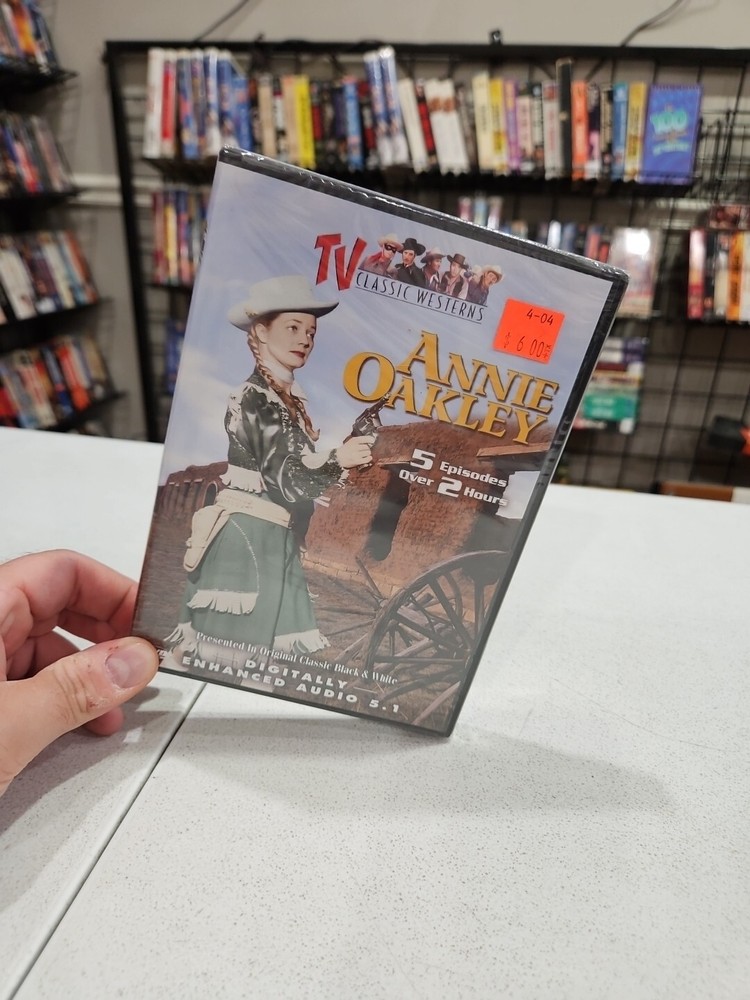 TV
CLASSIC WESTERNS
4-04
$ 6.00
ANNIE
OAKLEY
5 Episodes
Over 2 Hours
Presented In Original Classic Black & White
DIGITALLY
ENHANCED AUDIO 5.1
100